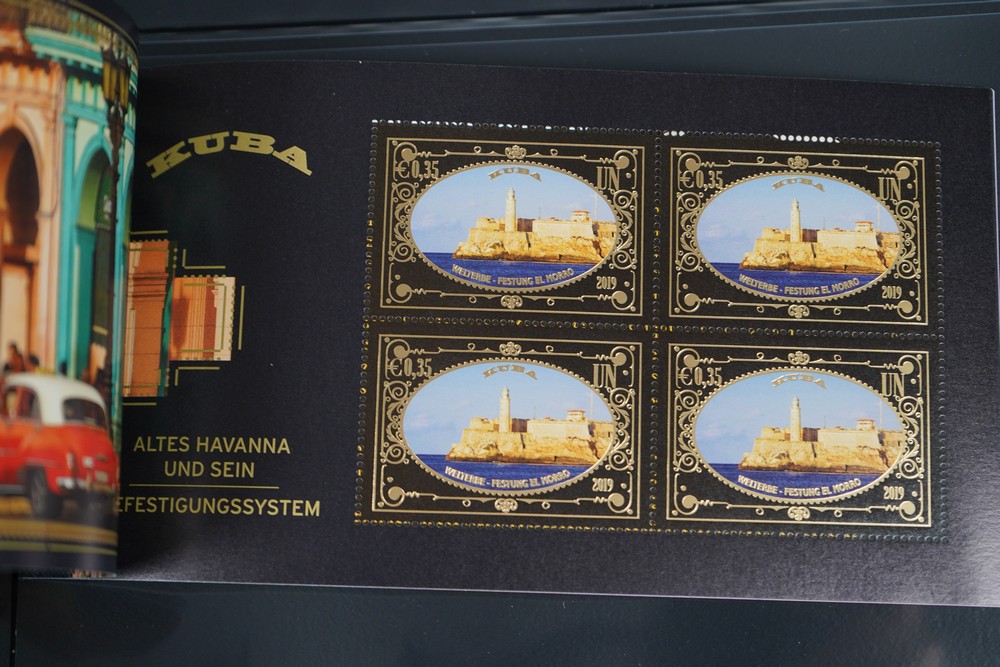 KUBA
ALTES HAVANNA
UND SEIN
EFESTIGUNGSSYSTEM
€ 0,35
KUBA
UN
WELTERBE - FESTUNG EL MORRO
2019
€ 0,35
KUBA
UN
WELTERBE - FESTUNG EL MORRO
2019
€ 0,35
KUBA
UN
WELTERBE - FESTUNG EL MORRO
2019
€ 0,35
KUBA
UN
WELTERBE - FESTUNG EL MORRO
2019